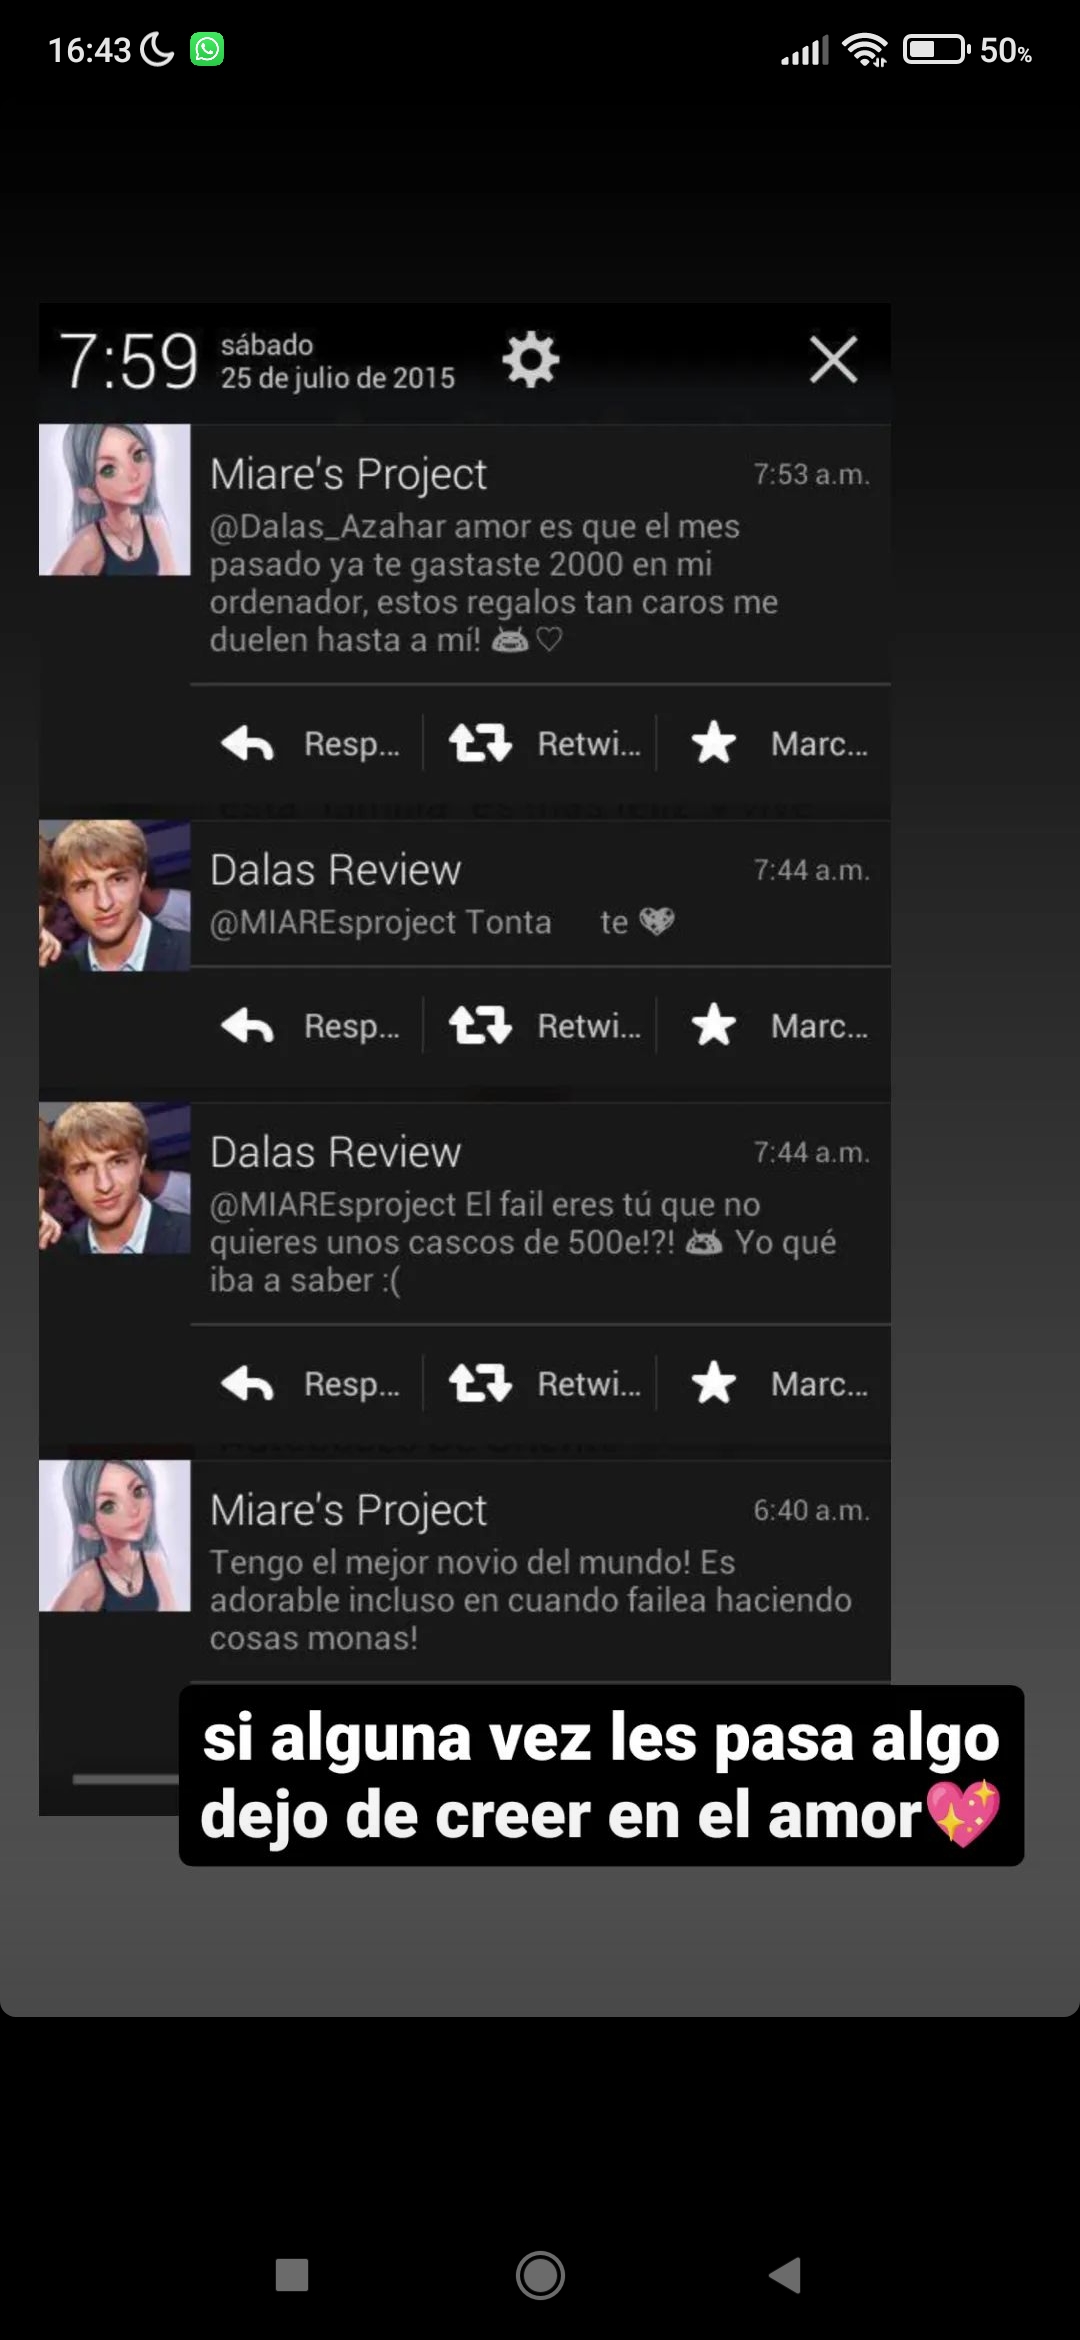 16:43
50%
7:59
sábado
25 de julio de 2015
Miare's Project
7:53 a.m.
@Dalas_Azahar amor es que el mes
pasado ya te gastaste 2000 en mi
ordenador, estos regalos tan caros me
duelen hasta a mí! ♡
Resp...
Retwi...
Marc...
Dalas Review
7:44 a.m.
@MIAREsproject Tonta te
Resp...
Retwi...
Marc...
Dalas Review
7:44 a.m.
@MIAREsproject El fail eres tú que no
quieres unos cascos de 500e!?! Yo qué
iba a saber :(
Resp...
Retwi...
Marc...
Miare's Project
6:40 a.m.
Tengo el mejor novio del mundo! Es
adorable incluso en cuando failea haciendo
cosas monas!
si alguna vez les pasa algo
dejo de creer en el amor💖